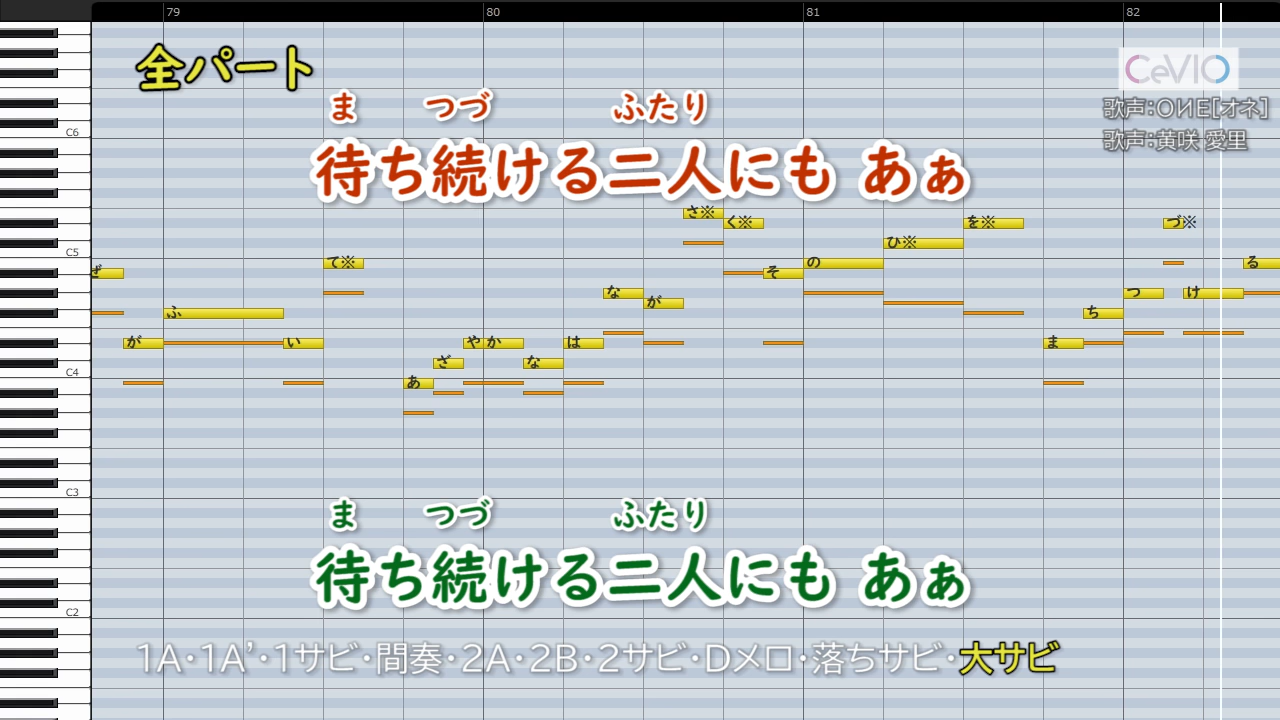 79 80 81 82
全パート
CeVIO
歌声:ОИE[オネ]
歌声:黄咲 愛里
ま つづ ふたり
待ち続ける二人にも あぁ
C6
C5
C4
C3
C2
ざ が ふ い て※ あ ざ や か な は な が さ※ く※ そ の ひ※ を※ ま ち つ づ※ け る
ま つづ ふたり
待ち続ける二人にも あぁ
1A・1A'・1サビ・間奏・2A・2B・2サビ・Dメロ・落ちサビ・大サビ